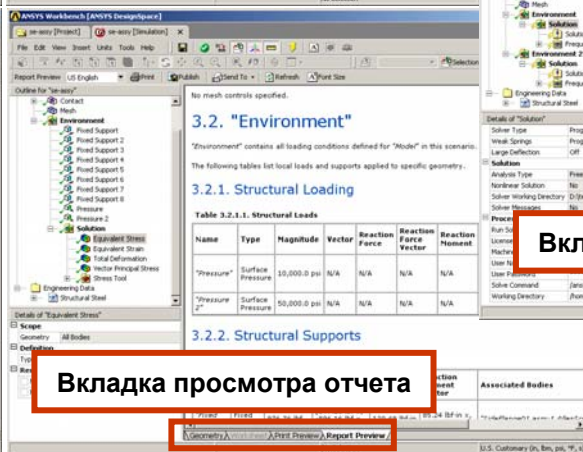 ANSYS Workbench [ANSYS DesignSpace]
se-assy [Project]
se-assy [Simulation]
File Edit View Insert Units Tools Help
Selection
Report Preview US English Print Publish Send To Refresh Font Size
Outline for "se-assy"
Contact
Mesh
Environment
Fixed Support
Fixed Support 2
Fixed Support 3
Fixed Support 4
Fixed Support 5
Fixed Support 6
Fixed Support 7
Fixed Support 8
Pressure
Pressure 2
Solution
Equivalent Stress
Equivalent Strain
Total Deformation
Vector Principal Stress
Stress Tool
Engineering Data
Structural Steel
Details of "Equivalent Stress"
Scope
Geometry All Bodies
Definition
No mesh controls specified.
3.2. "Environment"
"Environment" contains all loading conditions defined for "Model" in this scenario.
The following tables list local loads and supports applied to specific geometry.
3.2.1. Structural Loading
Table 3.2.1.1. Structural Loads
Name Type Magnitude Vector Reaction Force Reaction Force Vector Reaction Moment
"Pressure" Surface Pressure 10,000.0 psi N/A N/A N/A N/A
"Pressure 2" Surface Pressure 50,000.0 psi N/A N/A N/A N/A
3.2.2. Structural Supports
Associated Bodies
Вкладка просмотра отчета
Geometry Worksheet Print Preview Report Preview
Mesh
Environment
Solution
Environment 2
Solution
Engineering Data
Structural Steel
Details of "Solution"
Solver Type
Weak Springs
Large Deflection Off
Solution
Analysis Type
Nonlinear Solution No
Solver Working Directory
Solver Messages No
Вкл
Solve Command
Working Directory